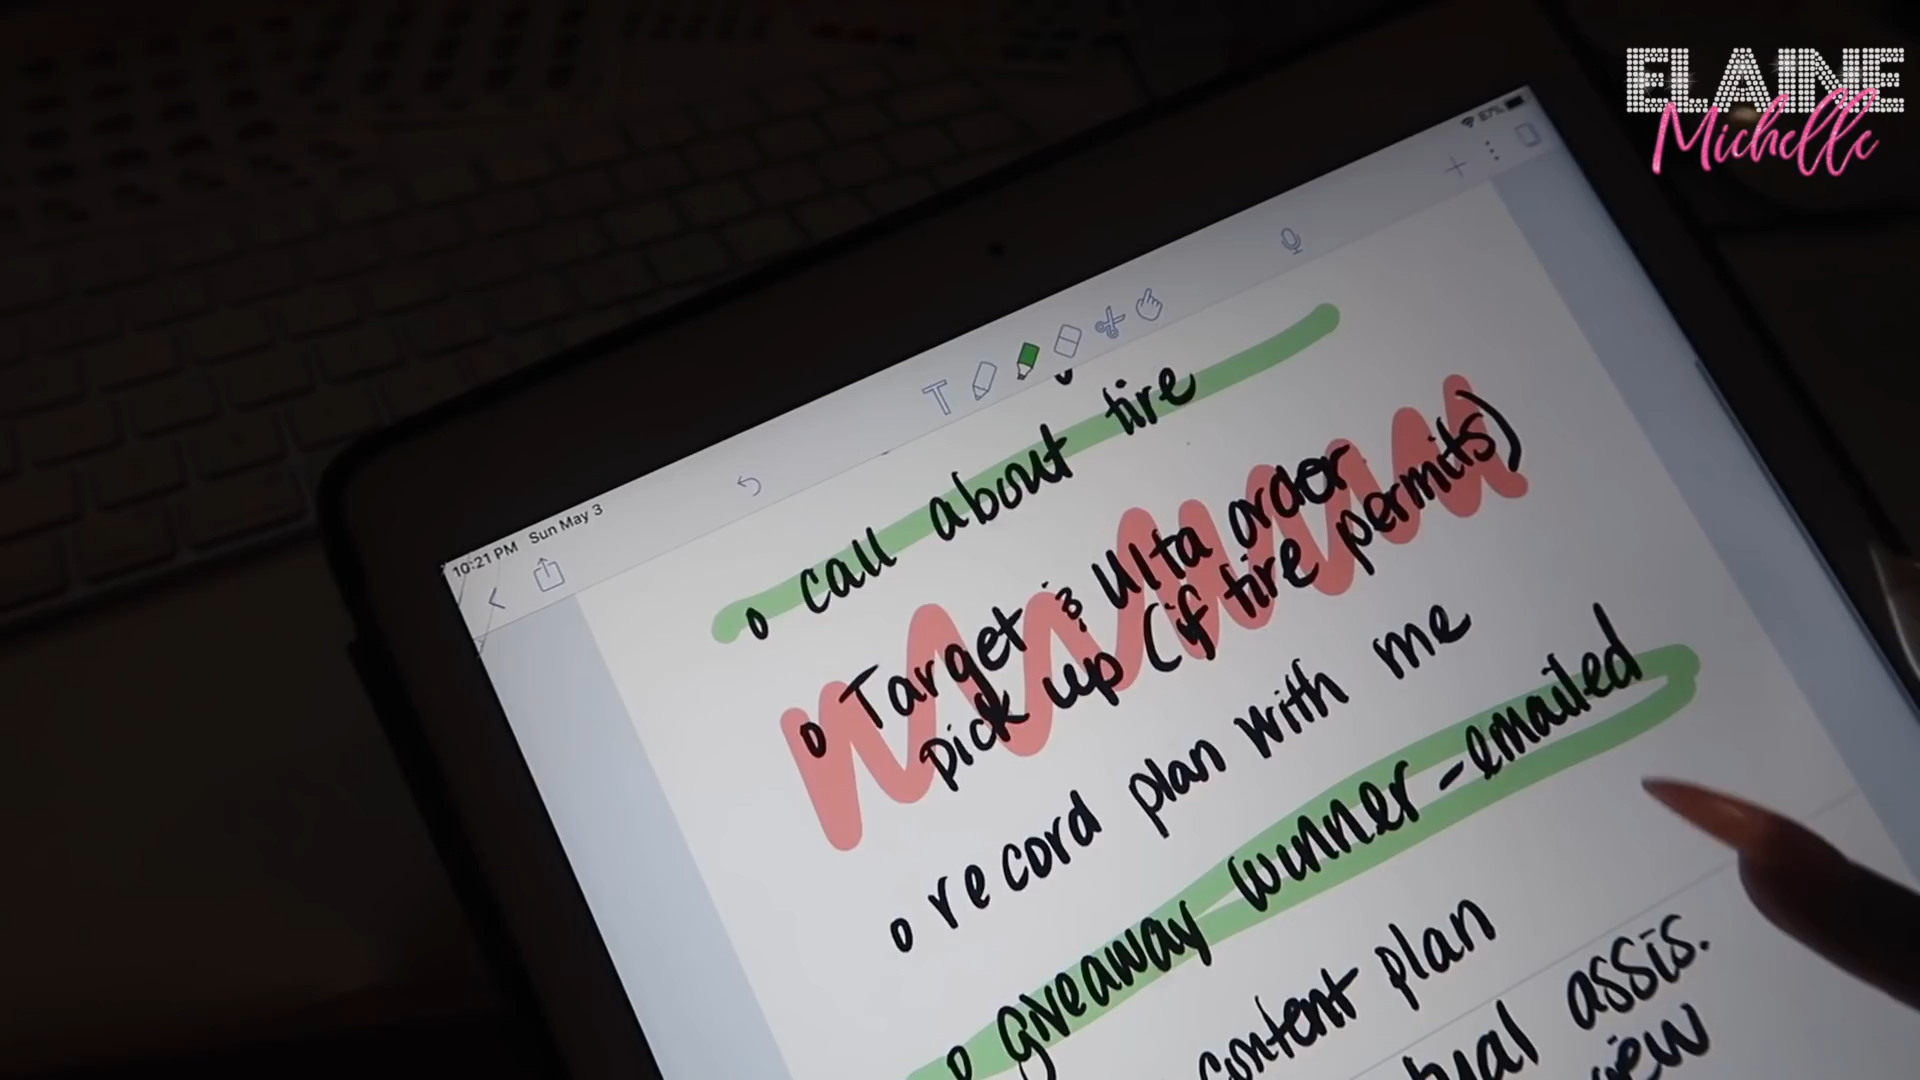 ELAINE
Michelle
87%
10:21 PM Sun May 3
T
o call about tire
o Target & Ulta order
pick up (if tire permits)
o record plan with me
o giveaway winner - emailed
content plan
assis.